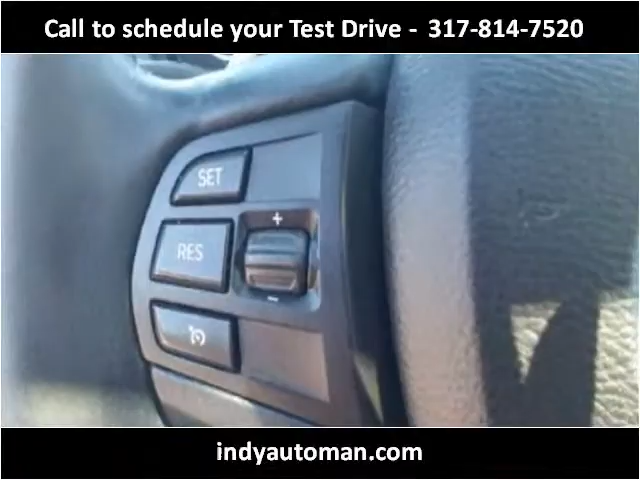 Call to schedule your Test Drive - 317-814-7520
SET
+
RES
-
indyautoman.com